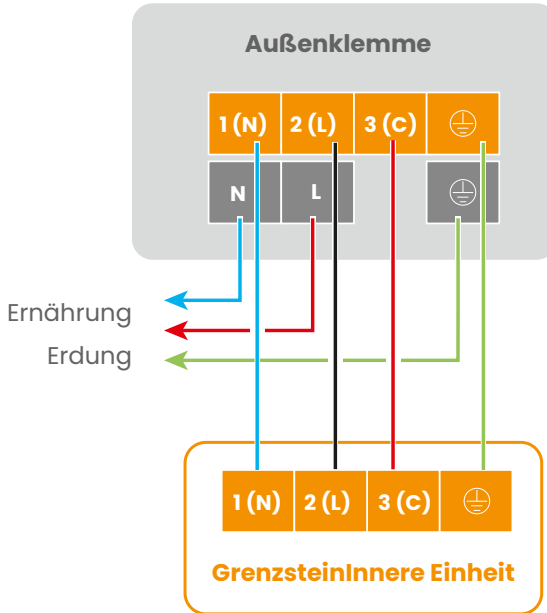 Außenklemme
1 (N) 2 (L) 3 (C)
N L
Ernährung
Erdung
1 (N) 2 (L) 3 (C)
GrenzsteinInnere Einheit